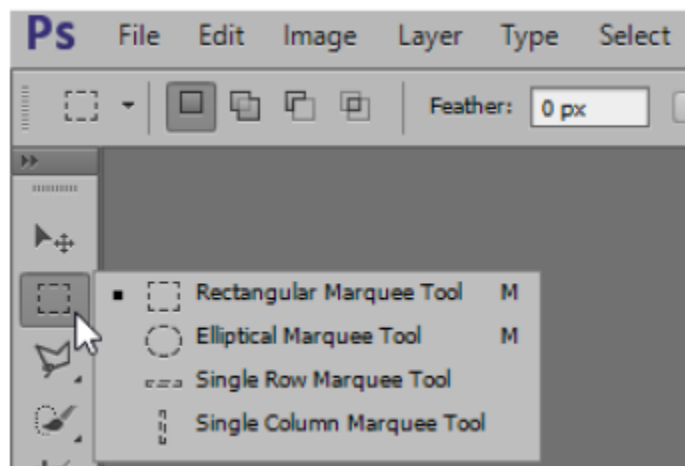 Ps File Edit Image Layer Type Select
Feather: 0 px
Rectangular Marquee Tool M
Elliptical Marquee Tool M
Single Row Marquee Tool
Single Column Marquee Tool